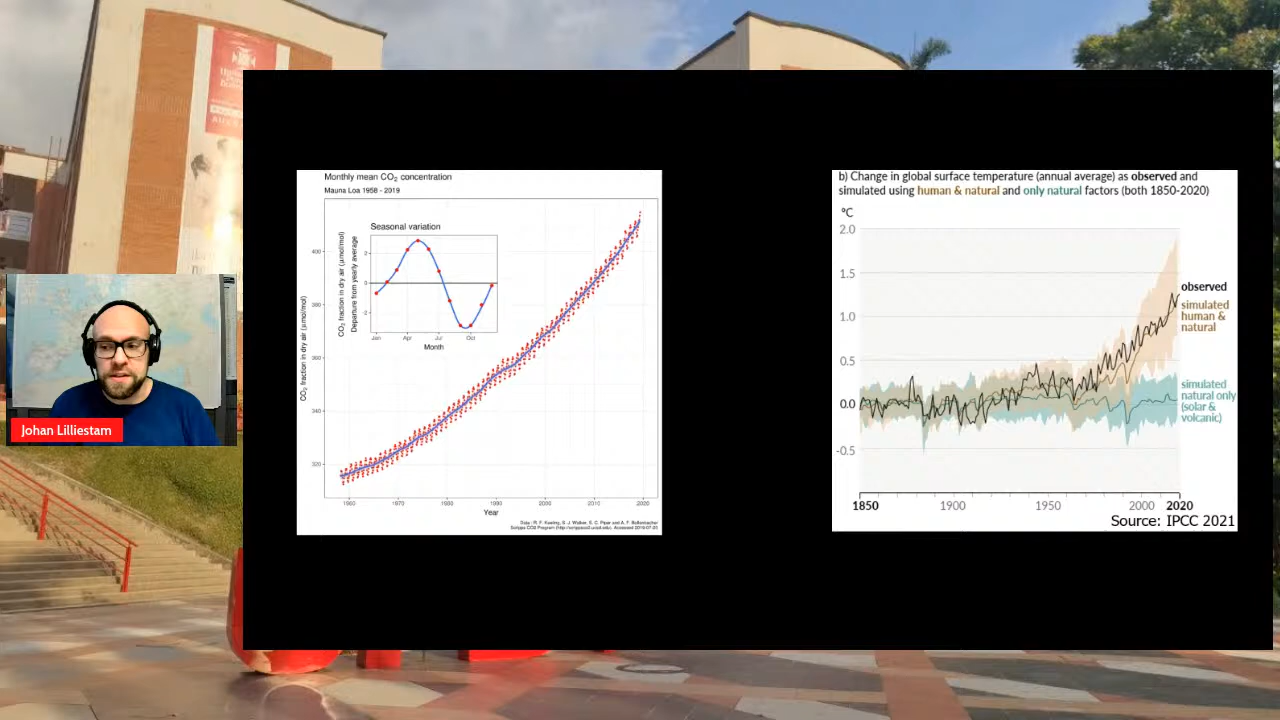 Johan Lilliestam
Monthly mean CO₂ concentration
Mauna Loa 1958 - 2019
Seasonal variation
CO₂ fraction in dry air (μmol/mol)
Departure from yearly average
2
0
-2
Jan
Apr
Jul
Oct
Month
CO₂ fraction in dry air (μmol/mol)
400
380
360
340
320
1960
1970
1980
1990
2000
2010
2020
Year
b) Change in global surface temperature (annual average) as observed and
simulated using human & natural and only natural factors (both 1850-2020)
ºC
2.0
1.5
1.0
0.5
0.0
-0.5
observed
simulated
human &
natural
simulated
natural only
(solar &
volcanic)
1850
1900
1950
2000
2020
Source: IPCC 2021